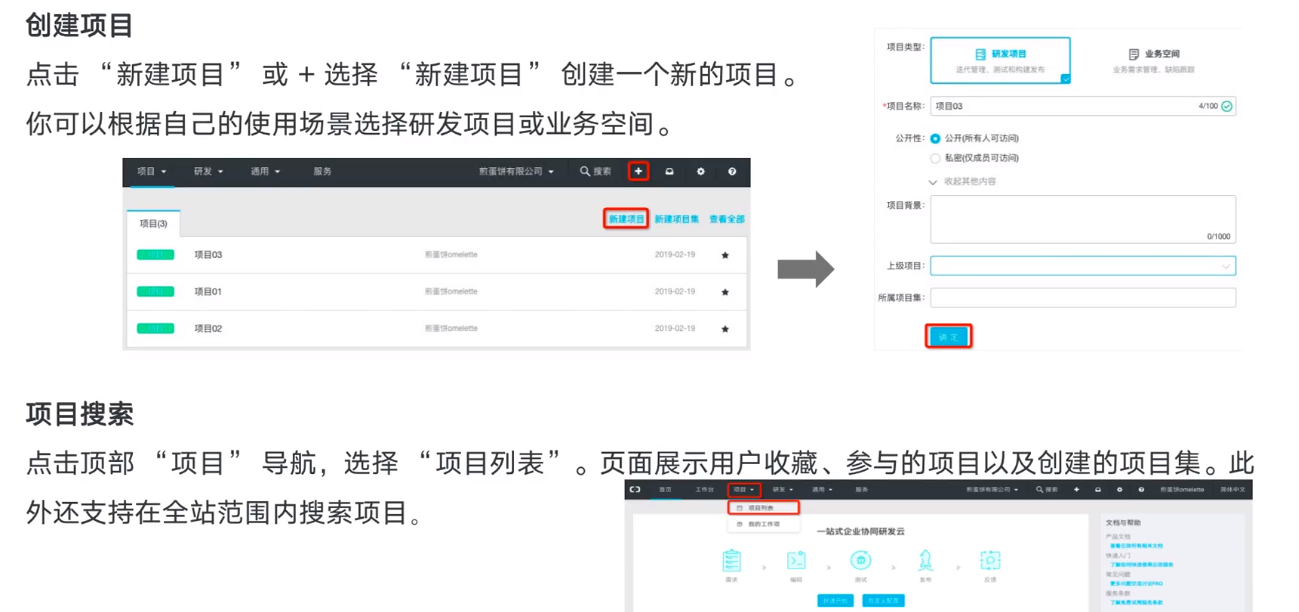 创建项目
点击 “新建项目” 或 + 选择 “新建项目” 创建一个新的项目。
你可以根据自己的使用场景选择研发项目或业务空间。
项目 研发 通用 服务 煎蛋饼有限公司 搜索
项目(3) 新建项目 新建项目集 查看全部
项目03 煎蛋饼omelette 2019-02-19
项目01 煎蛋饼omelette 2019-02-19
项目02 煎蛋饼omelette 2019-02-19
项目类型: 研发项目 业务空间
迭代管理、测试和构建发布 业务需求管理、缺陷跟踪
*项目名称: 项目03 4/100
公开性: 公开(所有人可访问)
私密(仅成员可访问)
收起其他内容
项目背景:
0/1000
上级项目:
所属项目集:
项目搜索
点击顶部 “项目” 导航，选择 “项目列表” 。页面展示用户收藏、参与的项目以及创建的项目集。此
外还支持在全站范围内搜索项目。
首页 工作台 项目 研发 通用 服务 煎蛋饼有限公司 搜索 煎蛋饼omelette 简体中文
项目列表
我的工作项
一站式企业协同研发云
需求 编码 测试 发布 反馈
文档与帮助
产品文档
快速入门
常见问题
服务条款